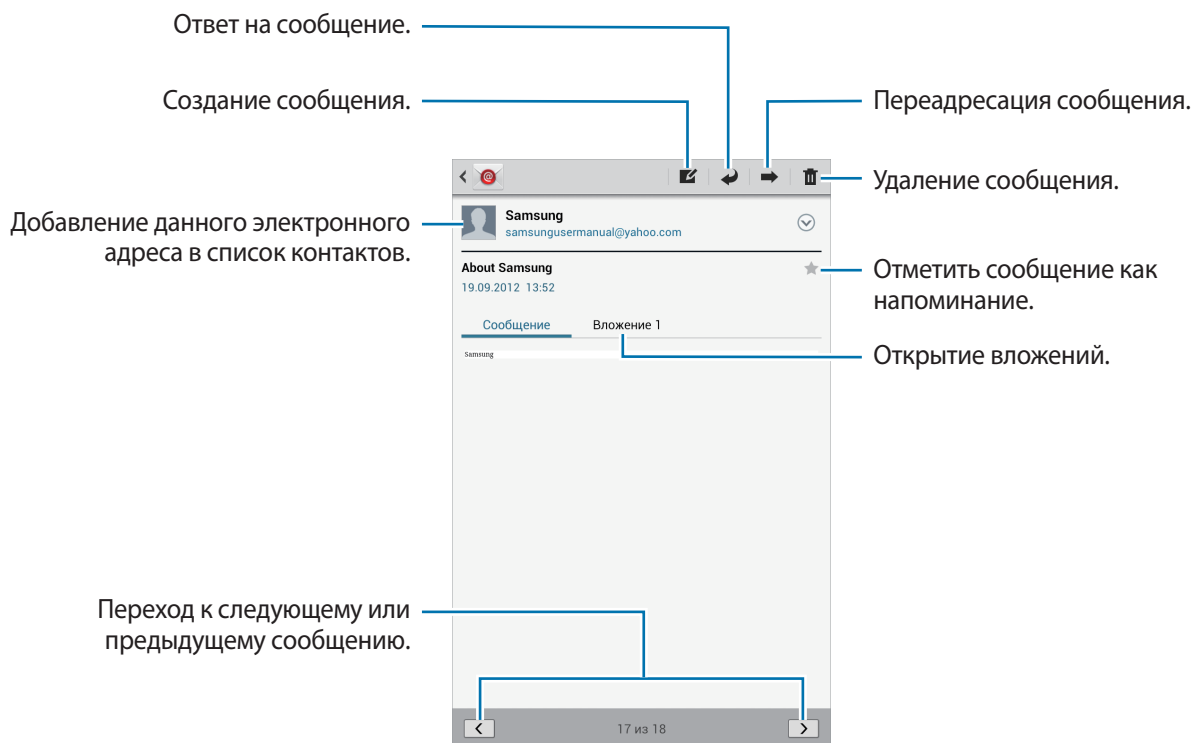 Ответ на сообщение.
Создание сообщения.
Переадресация сообщения.
Удаление сообщения.
Добавление данного электронного
адреса в список контактов.
Samsung
samsungusermanual@yahoo.com
About Samsung
19.09.2012 13:52
Отметить сообщение как
напоминание.
Сообщение Вложение 1
Samsung
Открытие вложений.
Переход к следующему или
предыдущему сообщению.
17 из 18